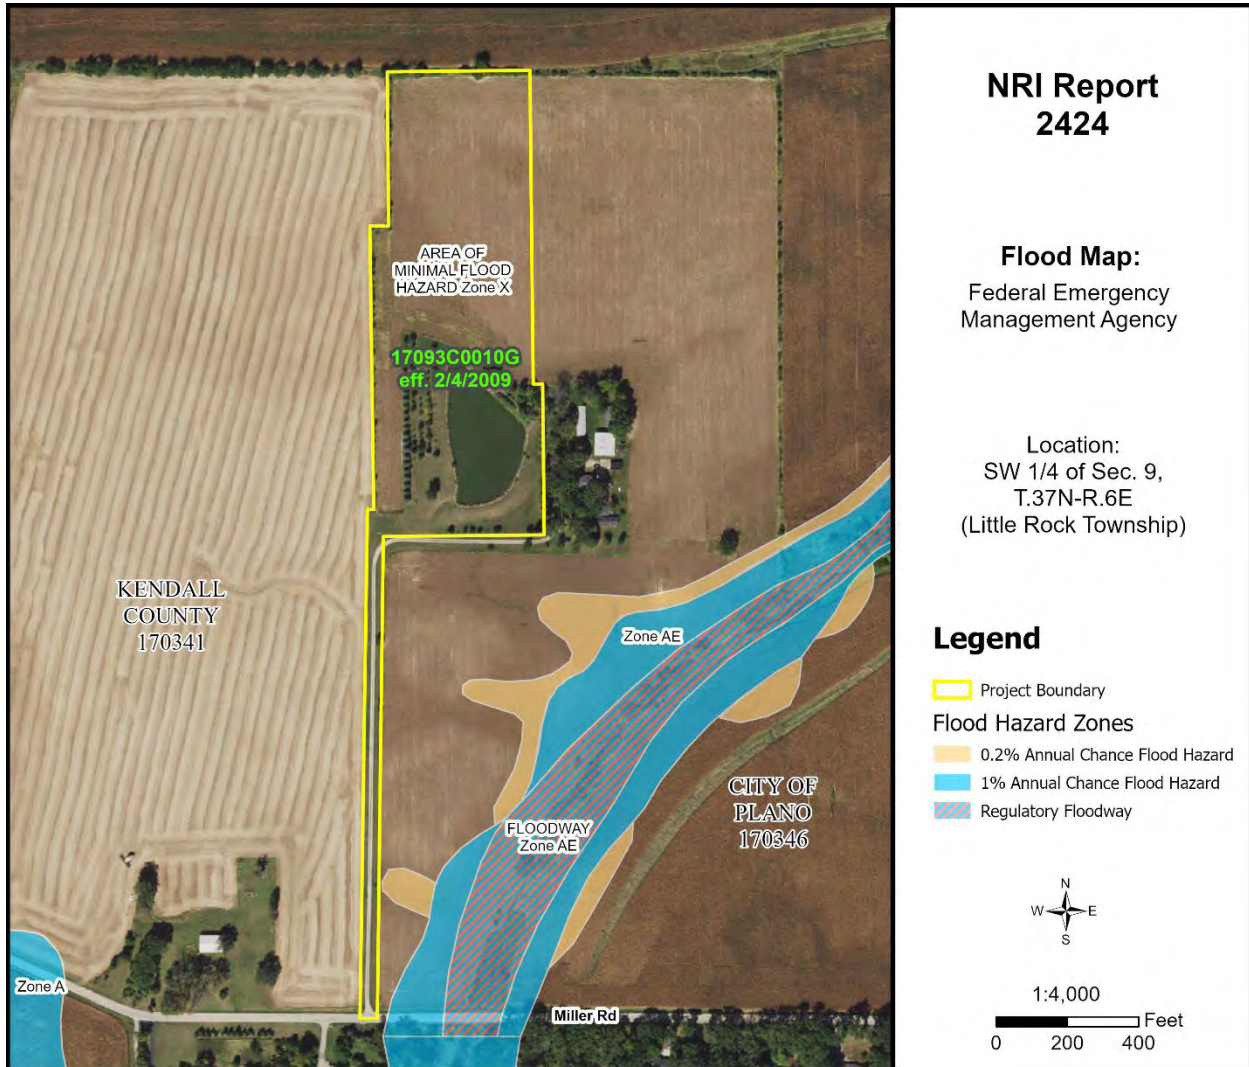 AREA OF
MINIMAL FLOOD
HAZARD Zone X
17093C0010G
eff. 2/4/2009
KENDALL
COUNTY
170341
Zone AE
CITY OF
PLANO
170346
FLOODWAY
Zone AE
Zone A
Miller Rd
NRI Report
2424
Flood Map:
Federal Emergency
Management Agency
Location:
SW 1/4 of Sec. 9,
T.37N-R.6E
(Little Rock Township)
Legend
Project Boundary
Flood Hazard Zones
0.2% Annual Chance Flood Hazard
1% Annual Chance Flood Hazard
Regulatory Floodway
N
W E
S
1:4,000
Feet
0 200 400